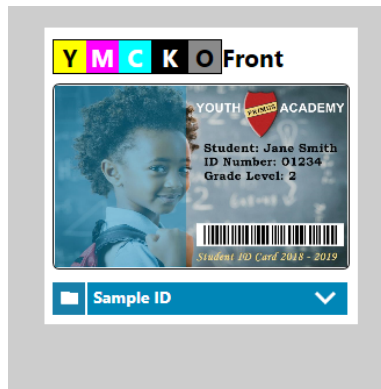 Y M C K O Front
YOUTH PRIMUS ACADEMY
Student: Jane Smith
ID Number: 01234
Grade Level: 2
Student ID Card 2018 - 2019
Sample ID